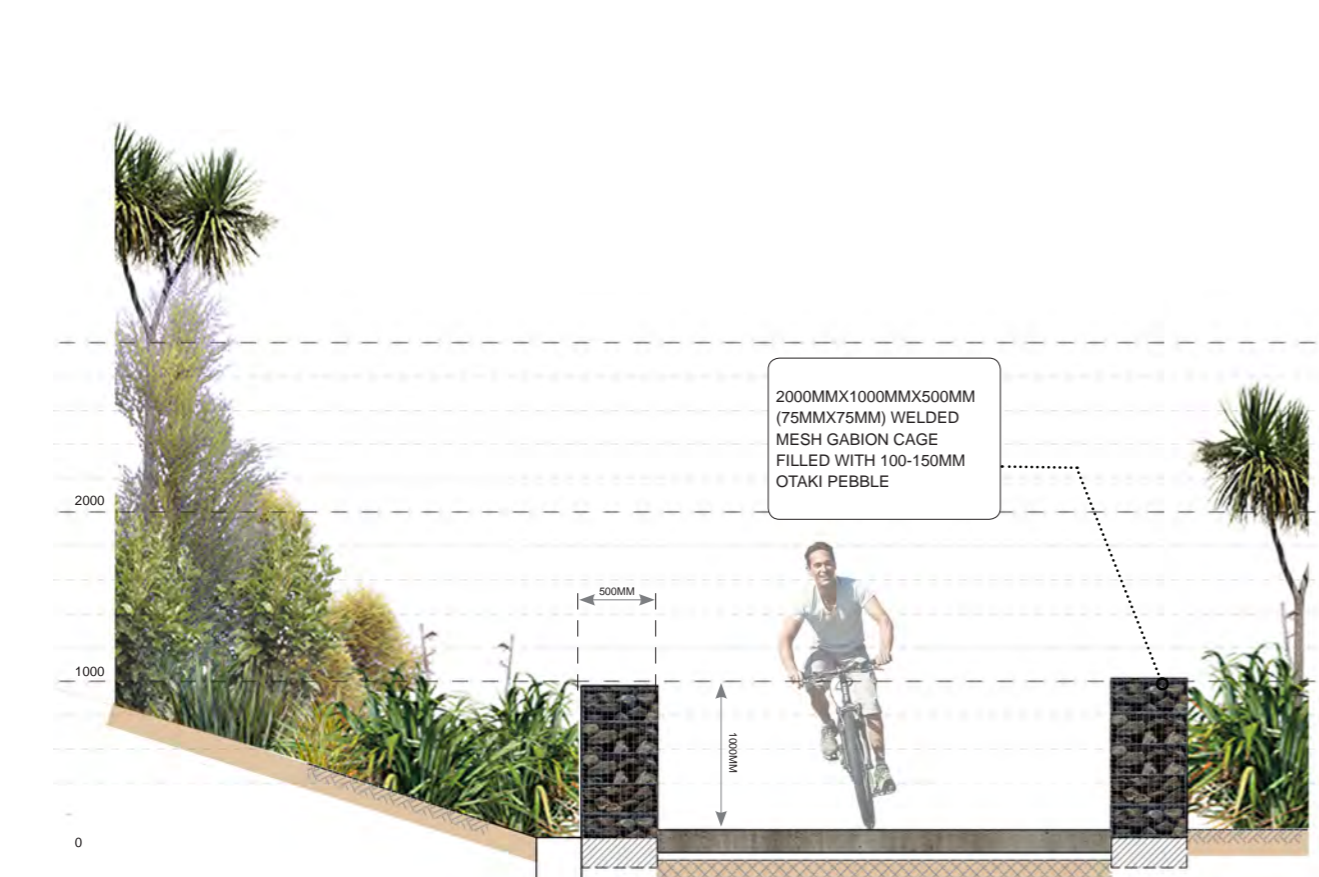 2000MMX1000MMX500MM
(75MMX75MM) WELDED
MESH GABION CAGE
FILLED WITH 100-150MM
OTAKI PEBBLE
2000
500MM
1000
1000MM
0